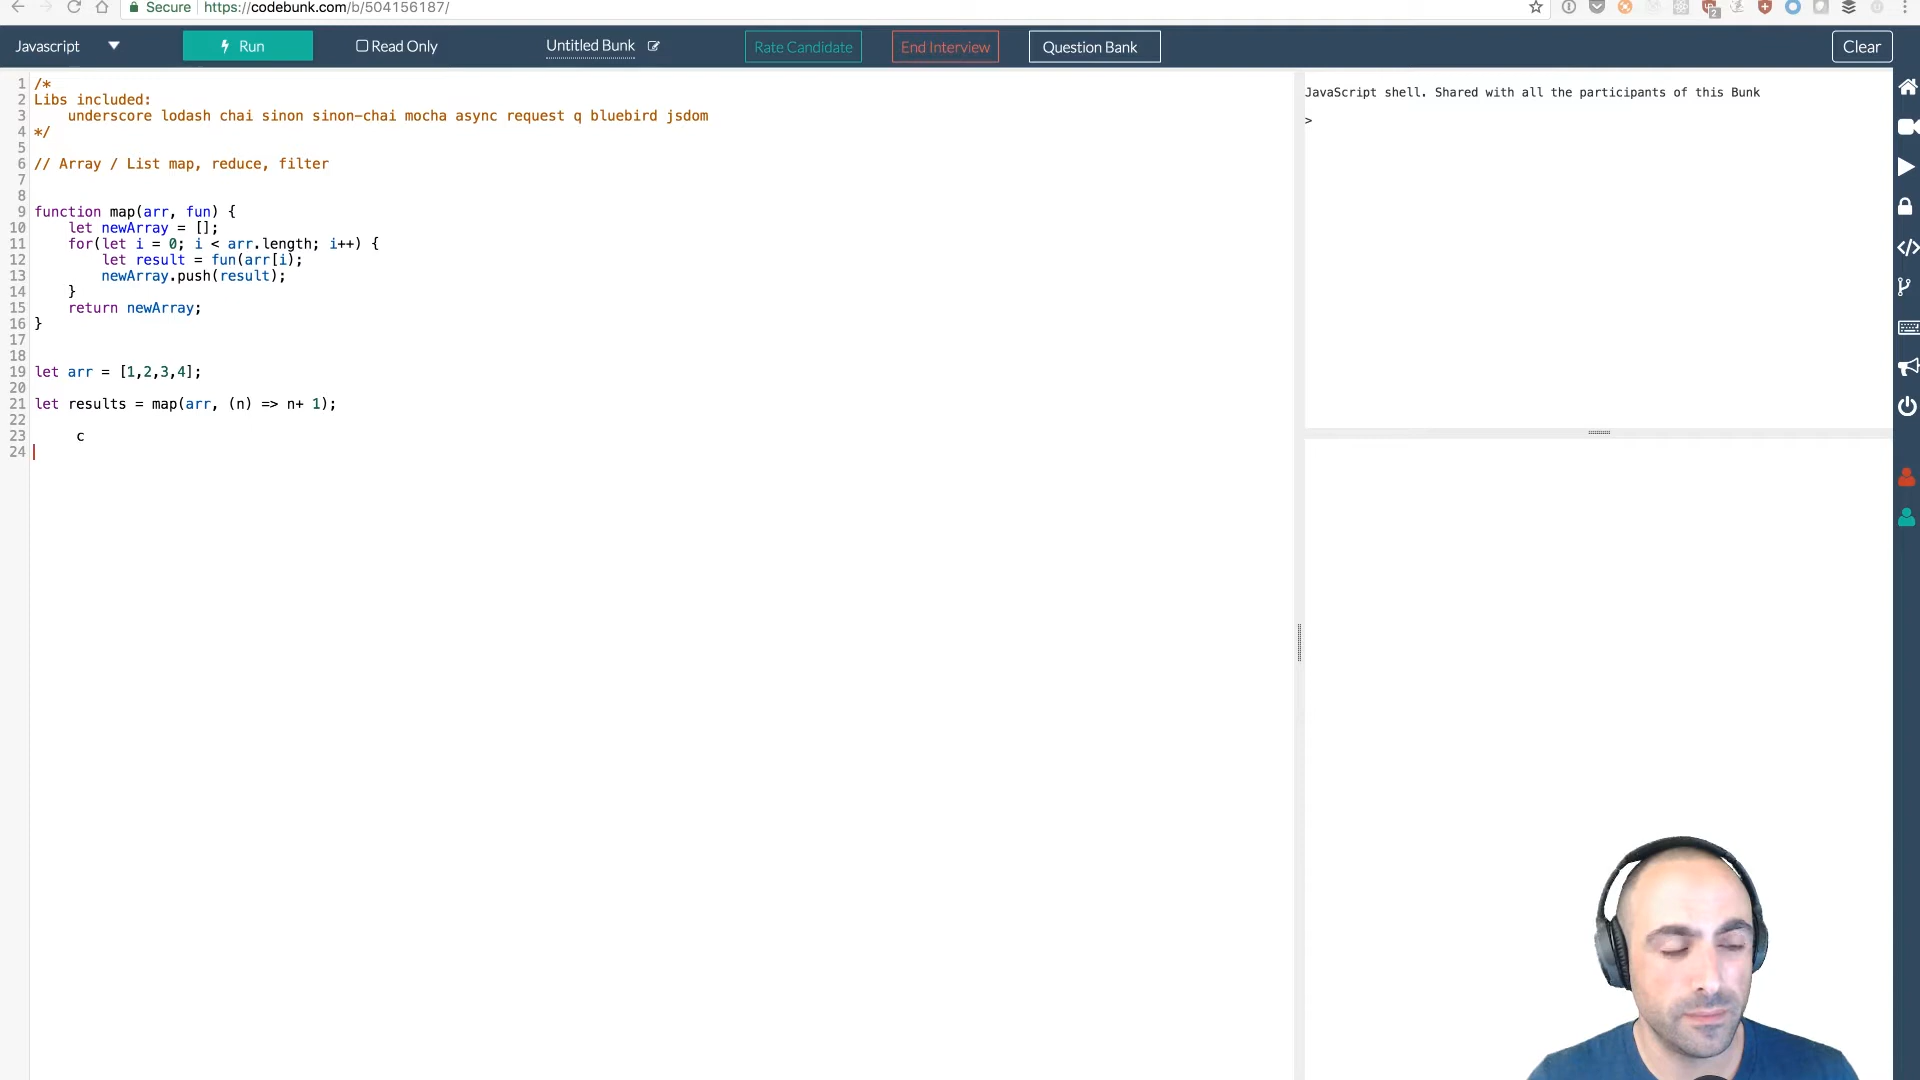 Secure https://codebunk.com/b/504156187/
2
Javascript Run Read Only Untitled Bunk Rate Candidate End Interview Question Bank Clear
1 /*
2 Libs included:
3 underscore lodash chai sinon sinon-chai mocha async request q bluebird jsdom
4 */
5
6 // Array / List map, reduce, filter
7
8
9 function map(arr, fun) {
10 let newArray = [];
11 for(let i = 0; i < arr.length; i++) {
12 let result = fun(arr[i);
13 newArray.push(result);
14 }
15 return newArray;
16 }
17
18
19 let arr = [1,2,3,4];
20
21 let results = map(arr, (n) => n+ 1);
22
23 c
24
JavaScript shell. Shared with all the participants of this Bunk
>